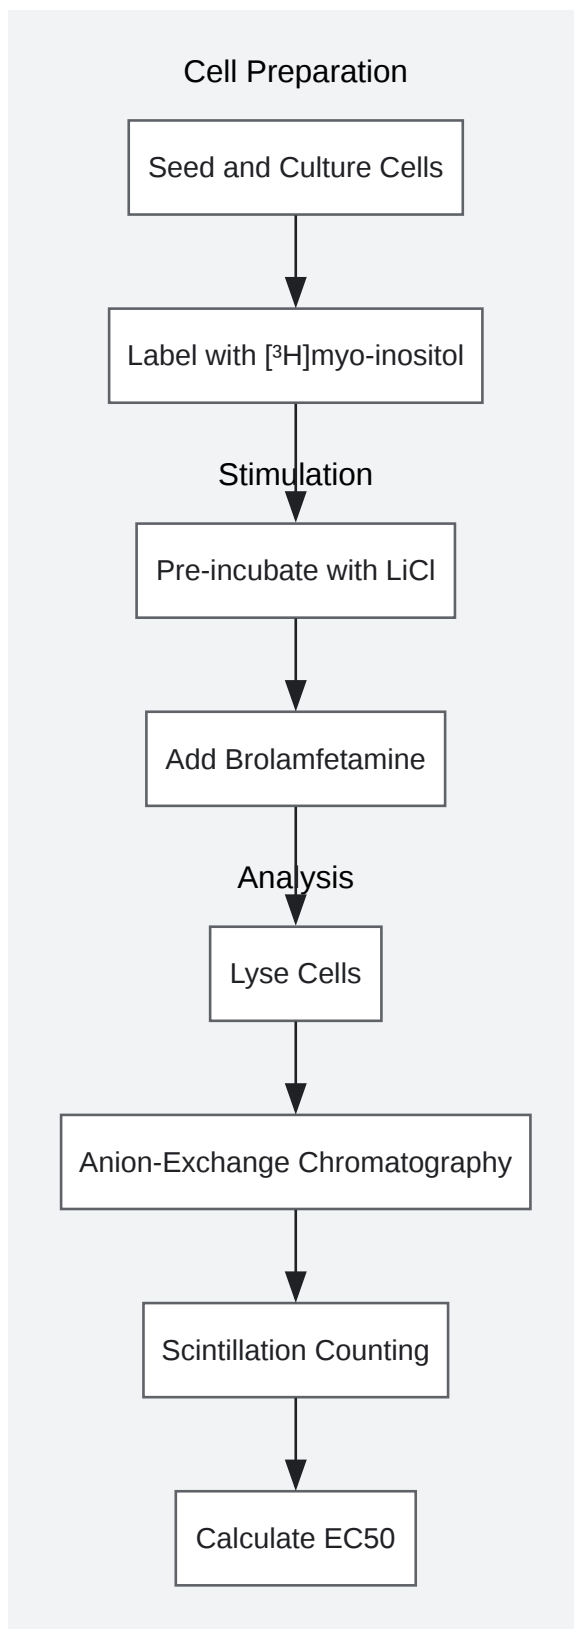 Cell Preparation
Seed and Culture Cells
Label with [³H]myo-inositol
Stimulation
Pre-incubate with LiCl
Add Brolamfetamine
Analysis
Lyse Cells
Anion-Exchange Chromatography
Scintillation Counting
Calculate EC50